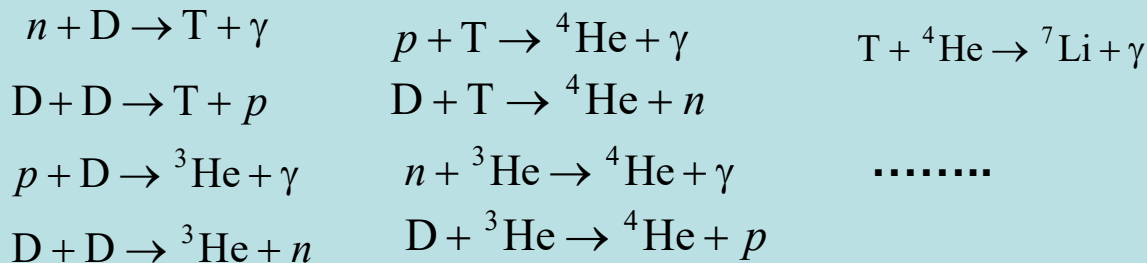 n + D → T + γ
D + D → T + p
p + D → ³He + γ
D + D → ³He + n
p + T → ⁴He + γ
D + T → ⁴He + n
n + ³He → ⁴He + γ
D + ³He → ⁴He + p
T + ⁴He → ⁷Li + γ
........